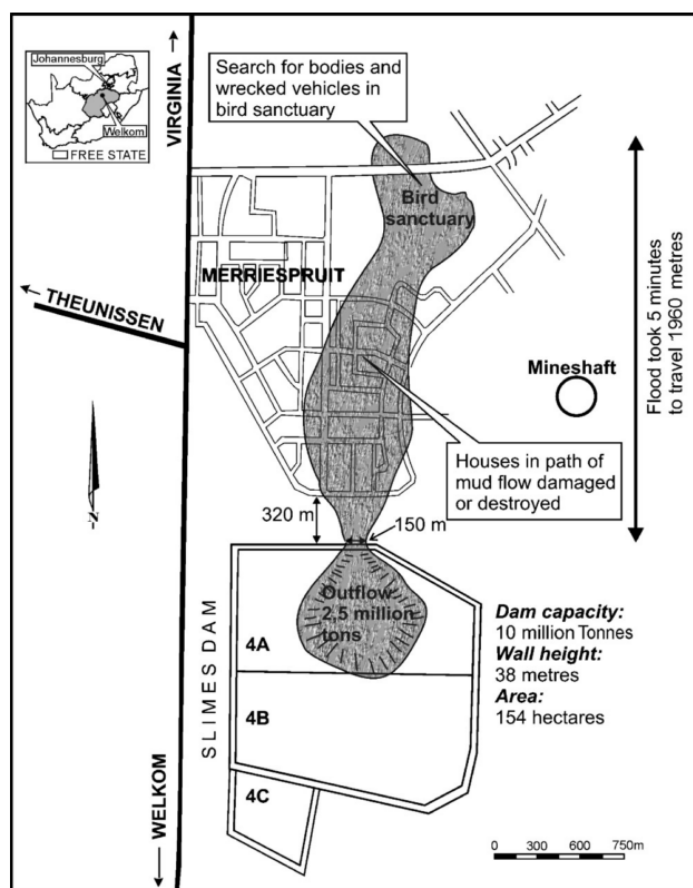 Johannesburg
Welkom
FREE STATE
VIRGINIA
Search for bodies and
wrecked vehicles in
bird sanctuary
Bird
sanctuary
MERRIESPRUIT
THEUNISSEN
Flood took 5 minutes
to travel 1960 metres
Mineshaft
N
Houses in path of
mud flow damaged
or destroyed
320 m
150 m
Outflow
2,5 million
tons
SLIMES DAM
4A
4B
4C
Dam capacity:
10 million Tonnes
Wall height:
38 metres
Area:
154 hectares
WELKOM
0 300 600 750m